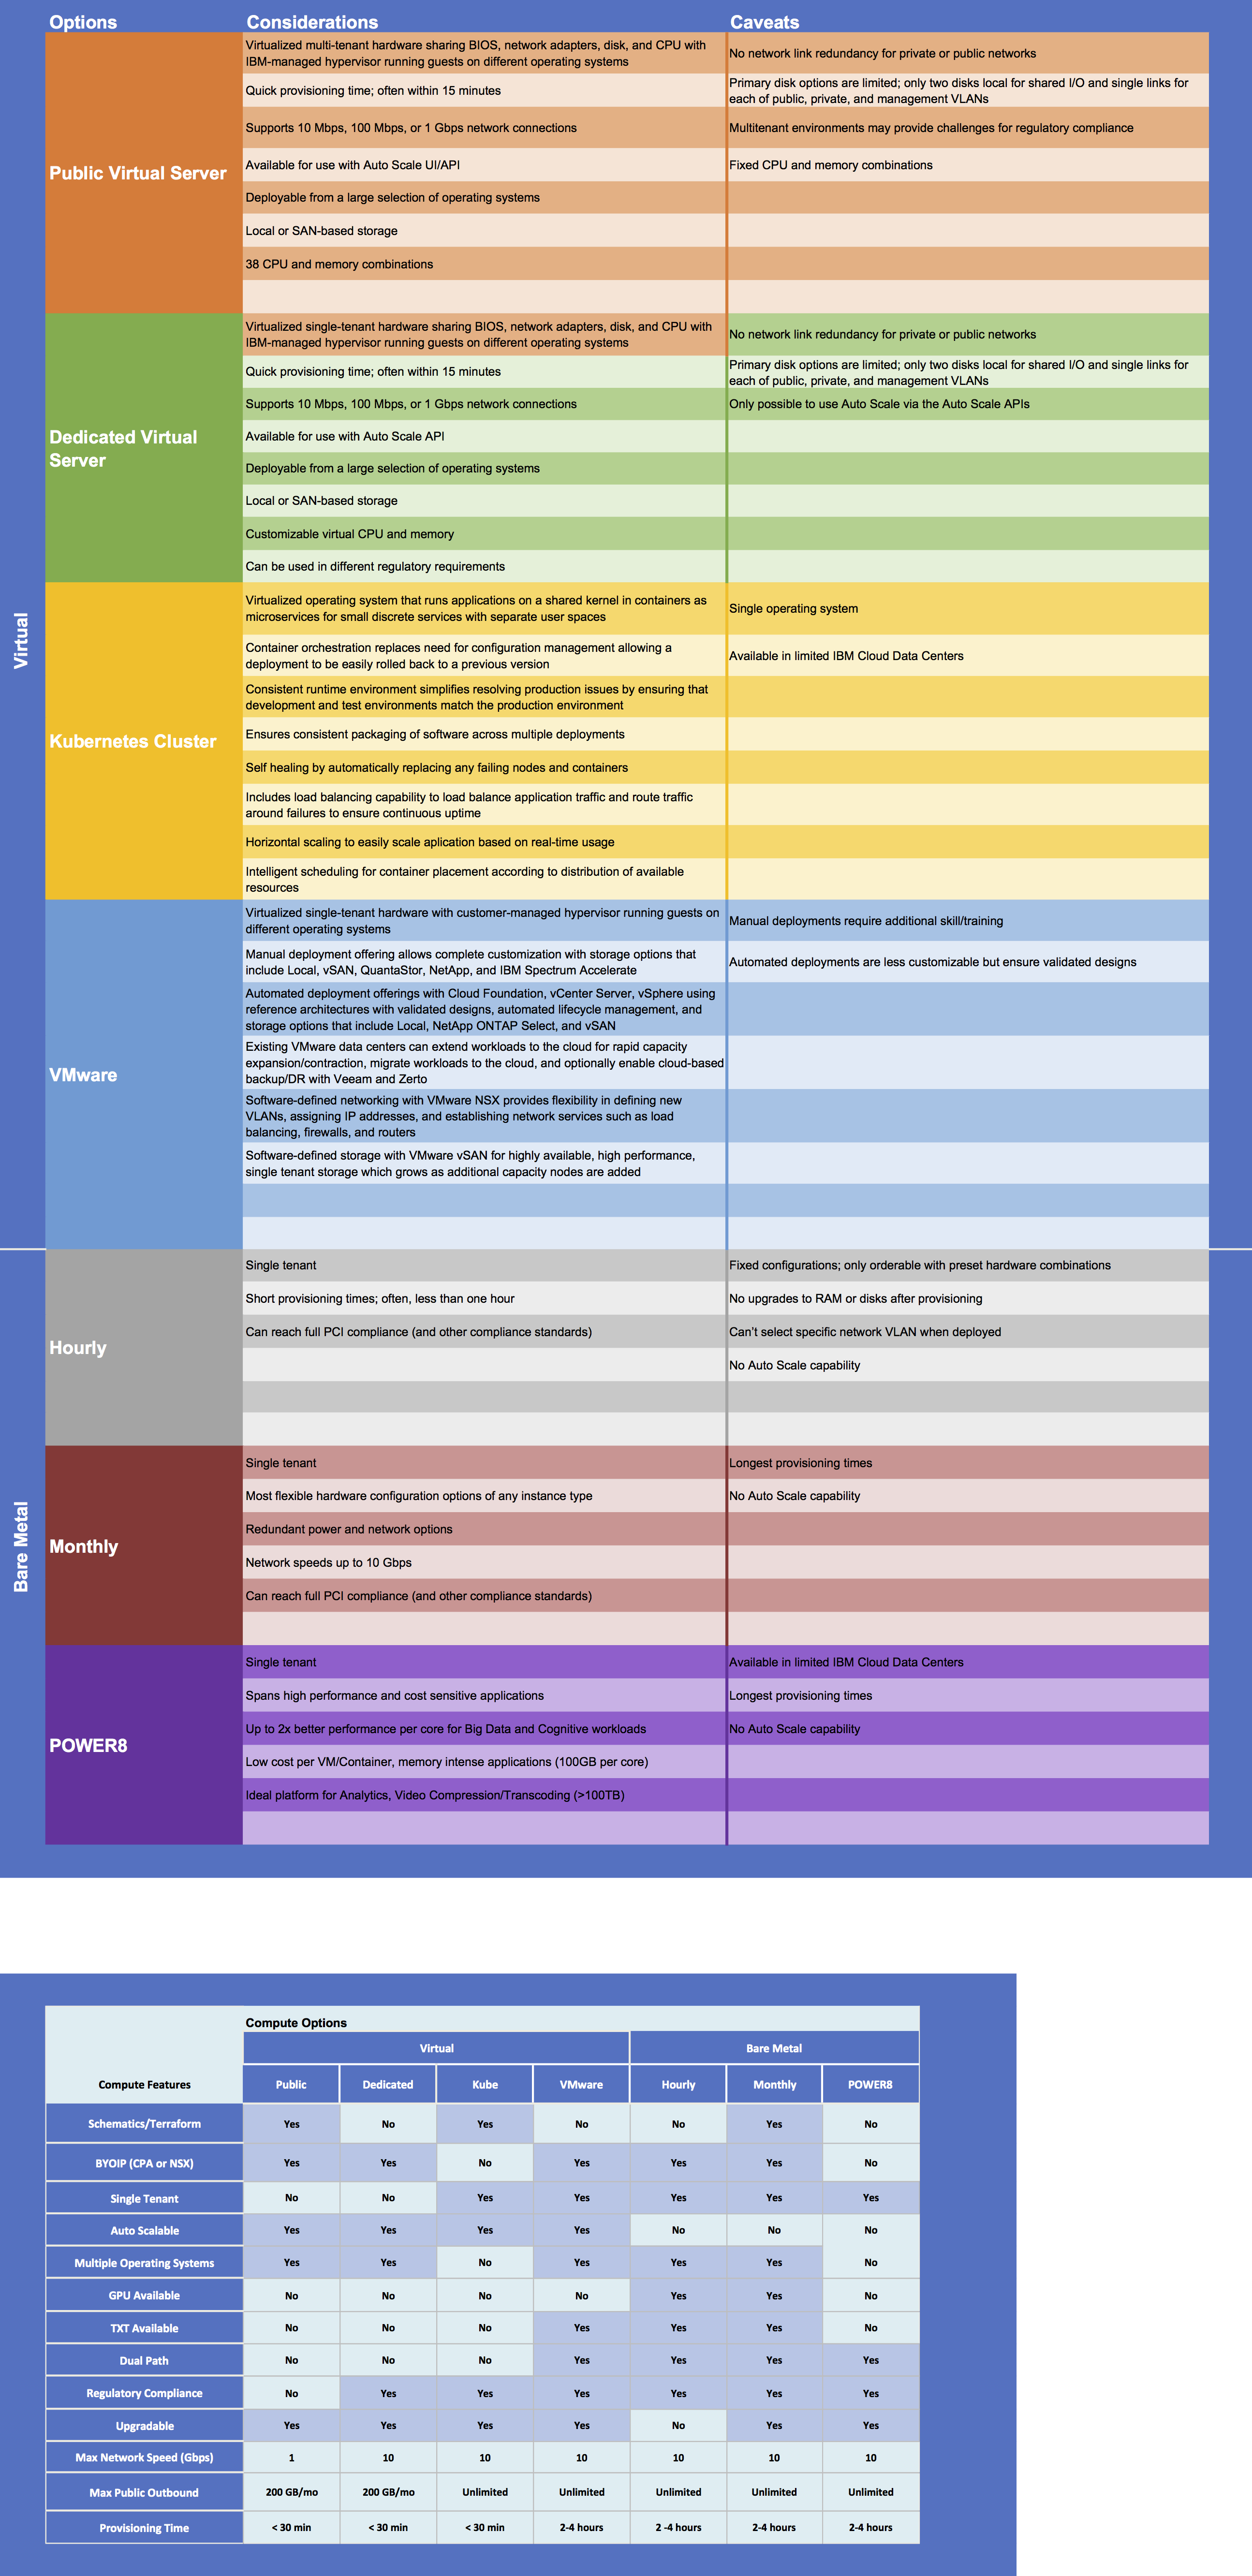 Options Considerations Caveats
Virtual
Public Virtual Server
Virtualized multi-tenant hardware sharing BIOS, network adapters, disk, and CPU with
IBM-managed hypervisor running guests on different operating systems
No network link redundancy for private or public networks
Quick provisioning time; often within 15 minutes
Primary disk options are limited; only two disks local for shared I/O and single links for
each of public, private, and management VLANs
Supports 10 Mbps, 100 Mbps, or 1 Gbps network connections
Multitenant environments may provide challenges for regulatory compliance
Available for use with Auto Scale UI/API
Fixed CPU and memory combinations
Deployable from a large selection of operating systems
Local or SAN-based storage
38 CPU and memory combinations
Dedicated Virtual
Server
Virtualized single-tenant hardware sharing BIOS, network adapters, disk, and CPU with
IBM-managed hypervisor running guests on different operating systems
No network link redundancy for private or public networks
Quick provisioning time; often within 15 minutes
Primary disk options are limited; only two disks local for shared I/O and single links for
each of public, private, and management VLANs
Supports 10 Mbps, 100 Mbps, or 1 Gbps network connections
Only possible to use Auto Scale via the Auto Scale APIs
Available for use with Auto Scale API
Deployable from a large selection of operating systems
Local or SAN-based storage
Customizable virtual CPU and memory
Can be used in different regulatory requirements
Kubernetes Cluster
Virtualized operating system that runs applications on a shared kernel in containers as
microservices for small discrete services with separate user spaces
Single operating system
Container orchestration replaces need for configuration management allowing a
deployment to be easily rolled back to a previous version
Available in limited IBM Cloud Data Centers
Consistent runtime environment simplifies resolving production issues by ensuring that
development and test environments match the production environment
Ensures consistent packaging of software across multiple deployments
Self healing by automatically replacing any failing nodes and containers
Includes load balancing capability to load balance application traffic and route traffic
around failures to ensure continuous uptime
Horizontal scaling to easily scale aplication based on real-time usage
Intelligent scheduling for container placement according to distribution of available
resources
VMware
Virtualized single-tenant hardware with customer-managed hypervisor running guests on
different operating systems
Manual deployments require additional skill/training
Manual deployment offering allows complete customization with storage options that
include Local, vSAN, QuantaStor, NetApp, and IBM Spectrum Accelerate
Automated deployments are less customizable but ensure validated designs
Automated deployment offerings with Cloud Foundation, vCenter Server, vSphere using
reference architectures with validated designs, automated lifecycle management, and
storage options that include Local, NetApp ONTAP Select, and vSAN
Existing VMware data centers can extend workloads to the cloud for rapid capacity
expansion/contraction, migrate workloads to the cloud, and optionally enable cloud-based
backup/DR with Veeam and Zerto
Software-defined networking with VMware NSX provides flexibility in defining new
VLANs, assigning IP addresses, and establishing network services such as load
balancing, firewalls, and routers
Software-defined storage with VMware vSAN for highly available, high performance,
single tenant storage which grows as additional capacity nodes are added
Bare Metal
Hourly
Single tenant
Fixed configurations; only orderable with preset hardware combinations
Short provisioning times; often, less than one hour
No upgrades to RAM or disks after provisioning
Can reach full PCI compliance (and other compliance standards)
Can't select specific network VLAN when deployed
No Auto Scale capability
Monthly
Single tenant
Longest provisioning times
Most flexible hardware configuration options of any instance type
No Auto Scale capability
Redundant power and network options
Network speeds up to 10 Gbps
Can reach full PCI compliance (and other compliance standards)
POWER8
Single tenant
Available in limited IBM Cloud Data Centers
Spans high performance and cost sensitive applications
Longest provisioning times
Up to 2x better performance per core for Big Data and Cognitive workloads
No Auto Scale capability
Low cost per VM/Container, memory intense applications (100GB per core)
Ideal platform for Analytics, Video Compression/Transcoding (>100TB)
Compute Options
Virtual Bare Metal
Compute Features Public Dedicated Kube VMware Hourly Monthly POWER8
Schematics/Terraform Yes No Yes No No Yes No
BYOIP (CPA or NSX) Yes Yes No Yes Yes Yes No
Single Tenant No No Yes Yes Yes Yes Yes
Auto Scalable Yes Yes Yes Yes No No No
Multiple Operating Systems Yes Yes No Yes Yes Yes No
GPU Available No No No No Yes Yes No
TXT Available No No No Yes Yes Yes No
Dual Path No No No Yes Yes Yes Yes
Regulatory Compliance No Yes Yes Yes Yes Yes Yes
Upgradable Yes Yes Yes Yes No Yes Yes
Max Network Speed (Gbps) 1 10 10 10 10 10 10
Max Public Outbound 200 GB/mo 200 GB/mo Unlimited Unlimited Unlimited Unlimited Unlimited
Provisioning Time < 30 min < 30 min < 30 min 2-4 hours 2 -4 hours 2-4 hours 2-4 hours